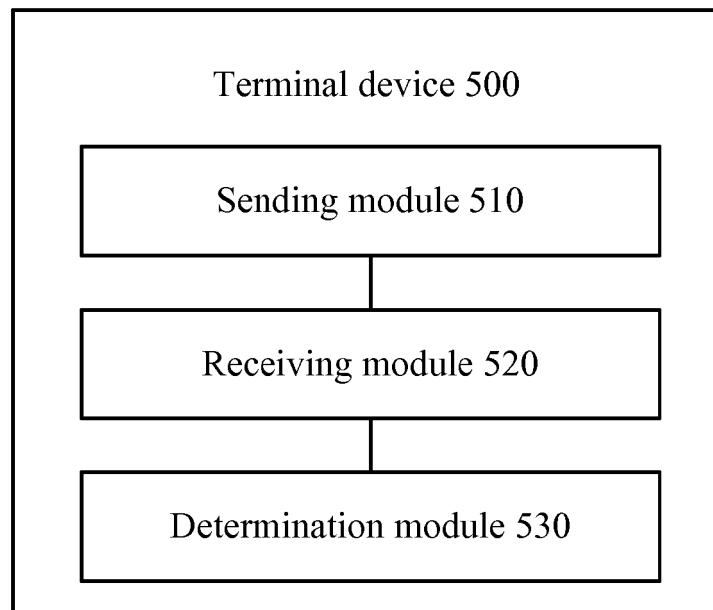 Terminal device 500
Sending module 510
Receiving module 520
Determination module 530